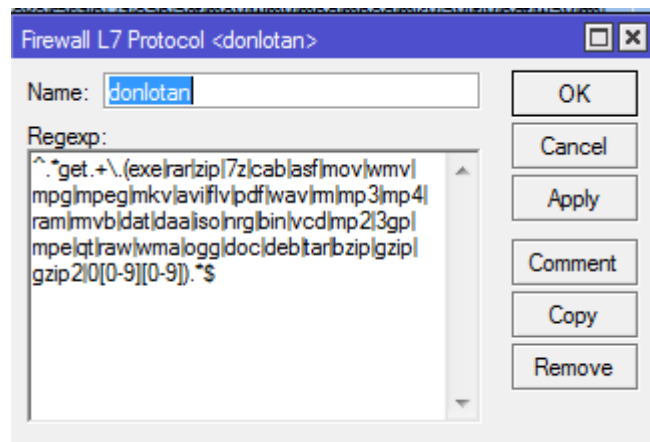 Firewall L7 Protocol <donlotan>
Name: donlotan
OK
Regexp:
Cancel
^.*get.+\.(exe|rar|zip|7z|cab|asf|mov|wmv|
mpg|mpeg|mkv|avi|flv|pdf|wav|rm|mp3|mp4|
Apply
ram|rmvb|dat|daa|iso|nrg|bin|vcd|mp2|3gp|
mpe|qt|raw|wma|ogg|doc|deb|tar|bzip|gzip|
gzip2|0[0-9][0-9]).*$
Comment
Copy
Remove